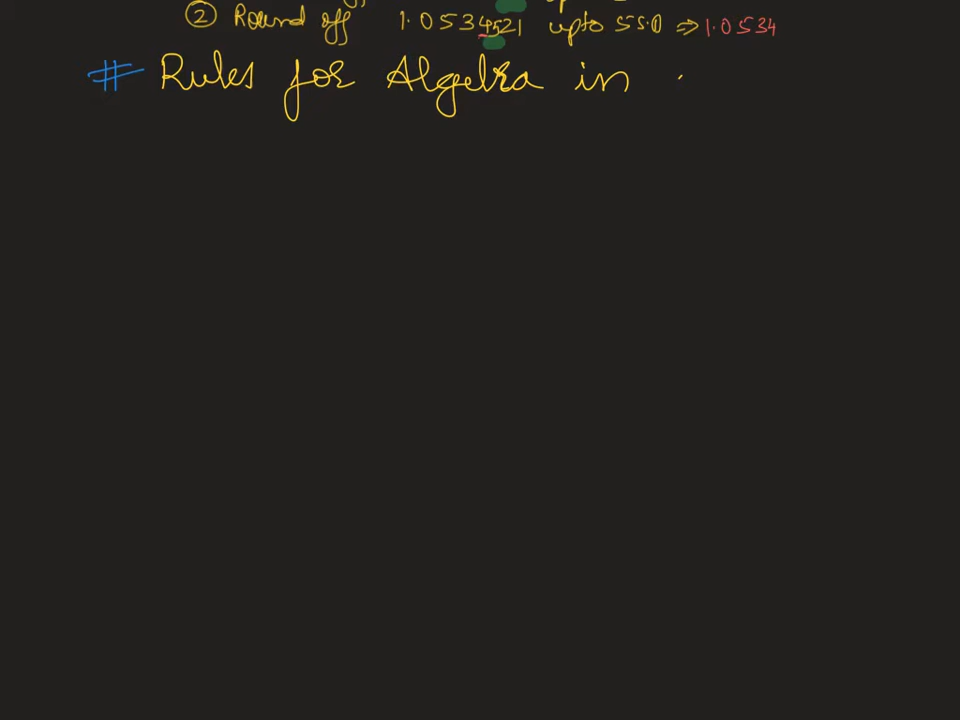 ② Round off 1.0534521 upto 5S.D ⇒ 1.0534
# Rules for Algebra in